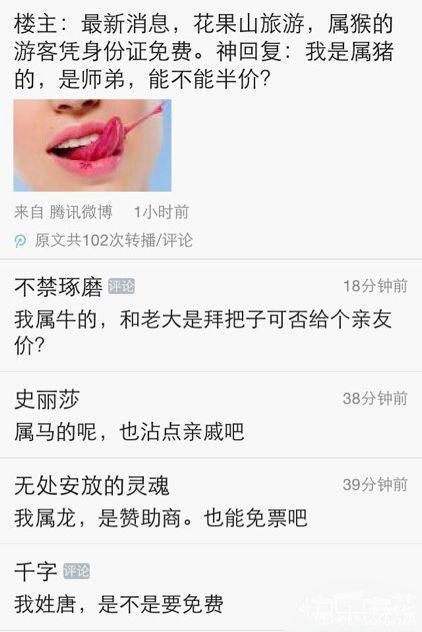 楼主：最新消息，花果山旅游，属猴的
游客凭身份证免费。神回复：我是属猪
的，是师弟，能不能半价？
来自 腾讯微博 1小时前
原文共102次转播/评论
不禁琢磨 评论 18分钟前
我属牛的，和老大是拜把子可否给个亲友
价？
史丽莎 38分钟前
属马的呢，也沾点亲戚吧
无处安放的灵魂 39分钟前
我属龙，是赞助商。也能免票吧
千字 评论
我姓唐，是不是要免费